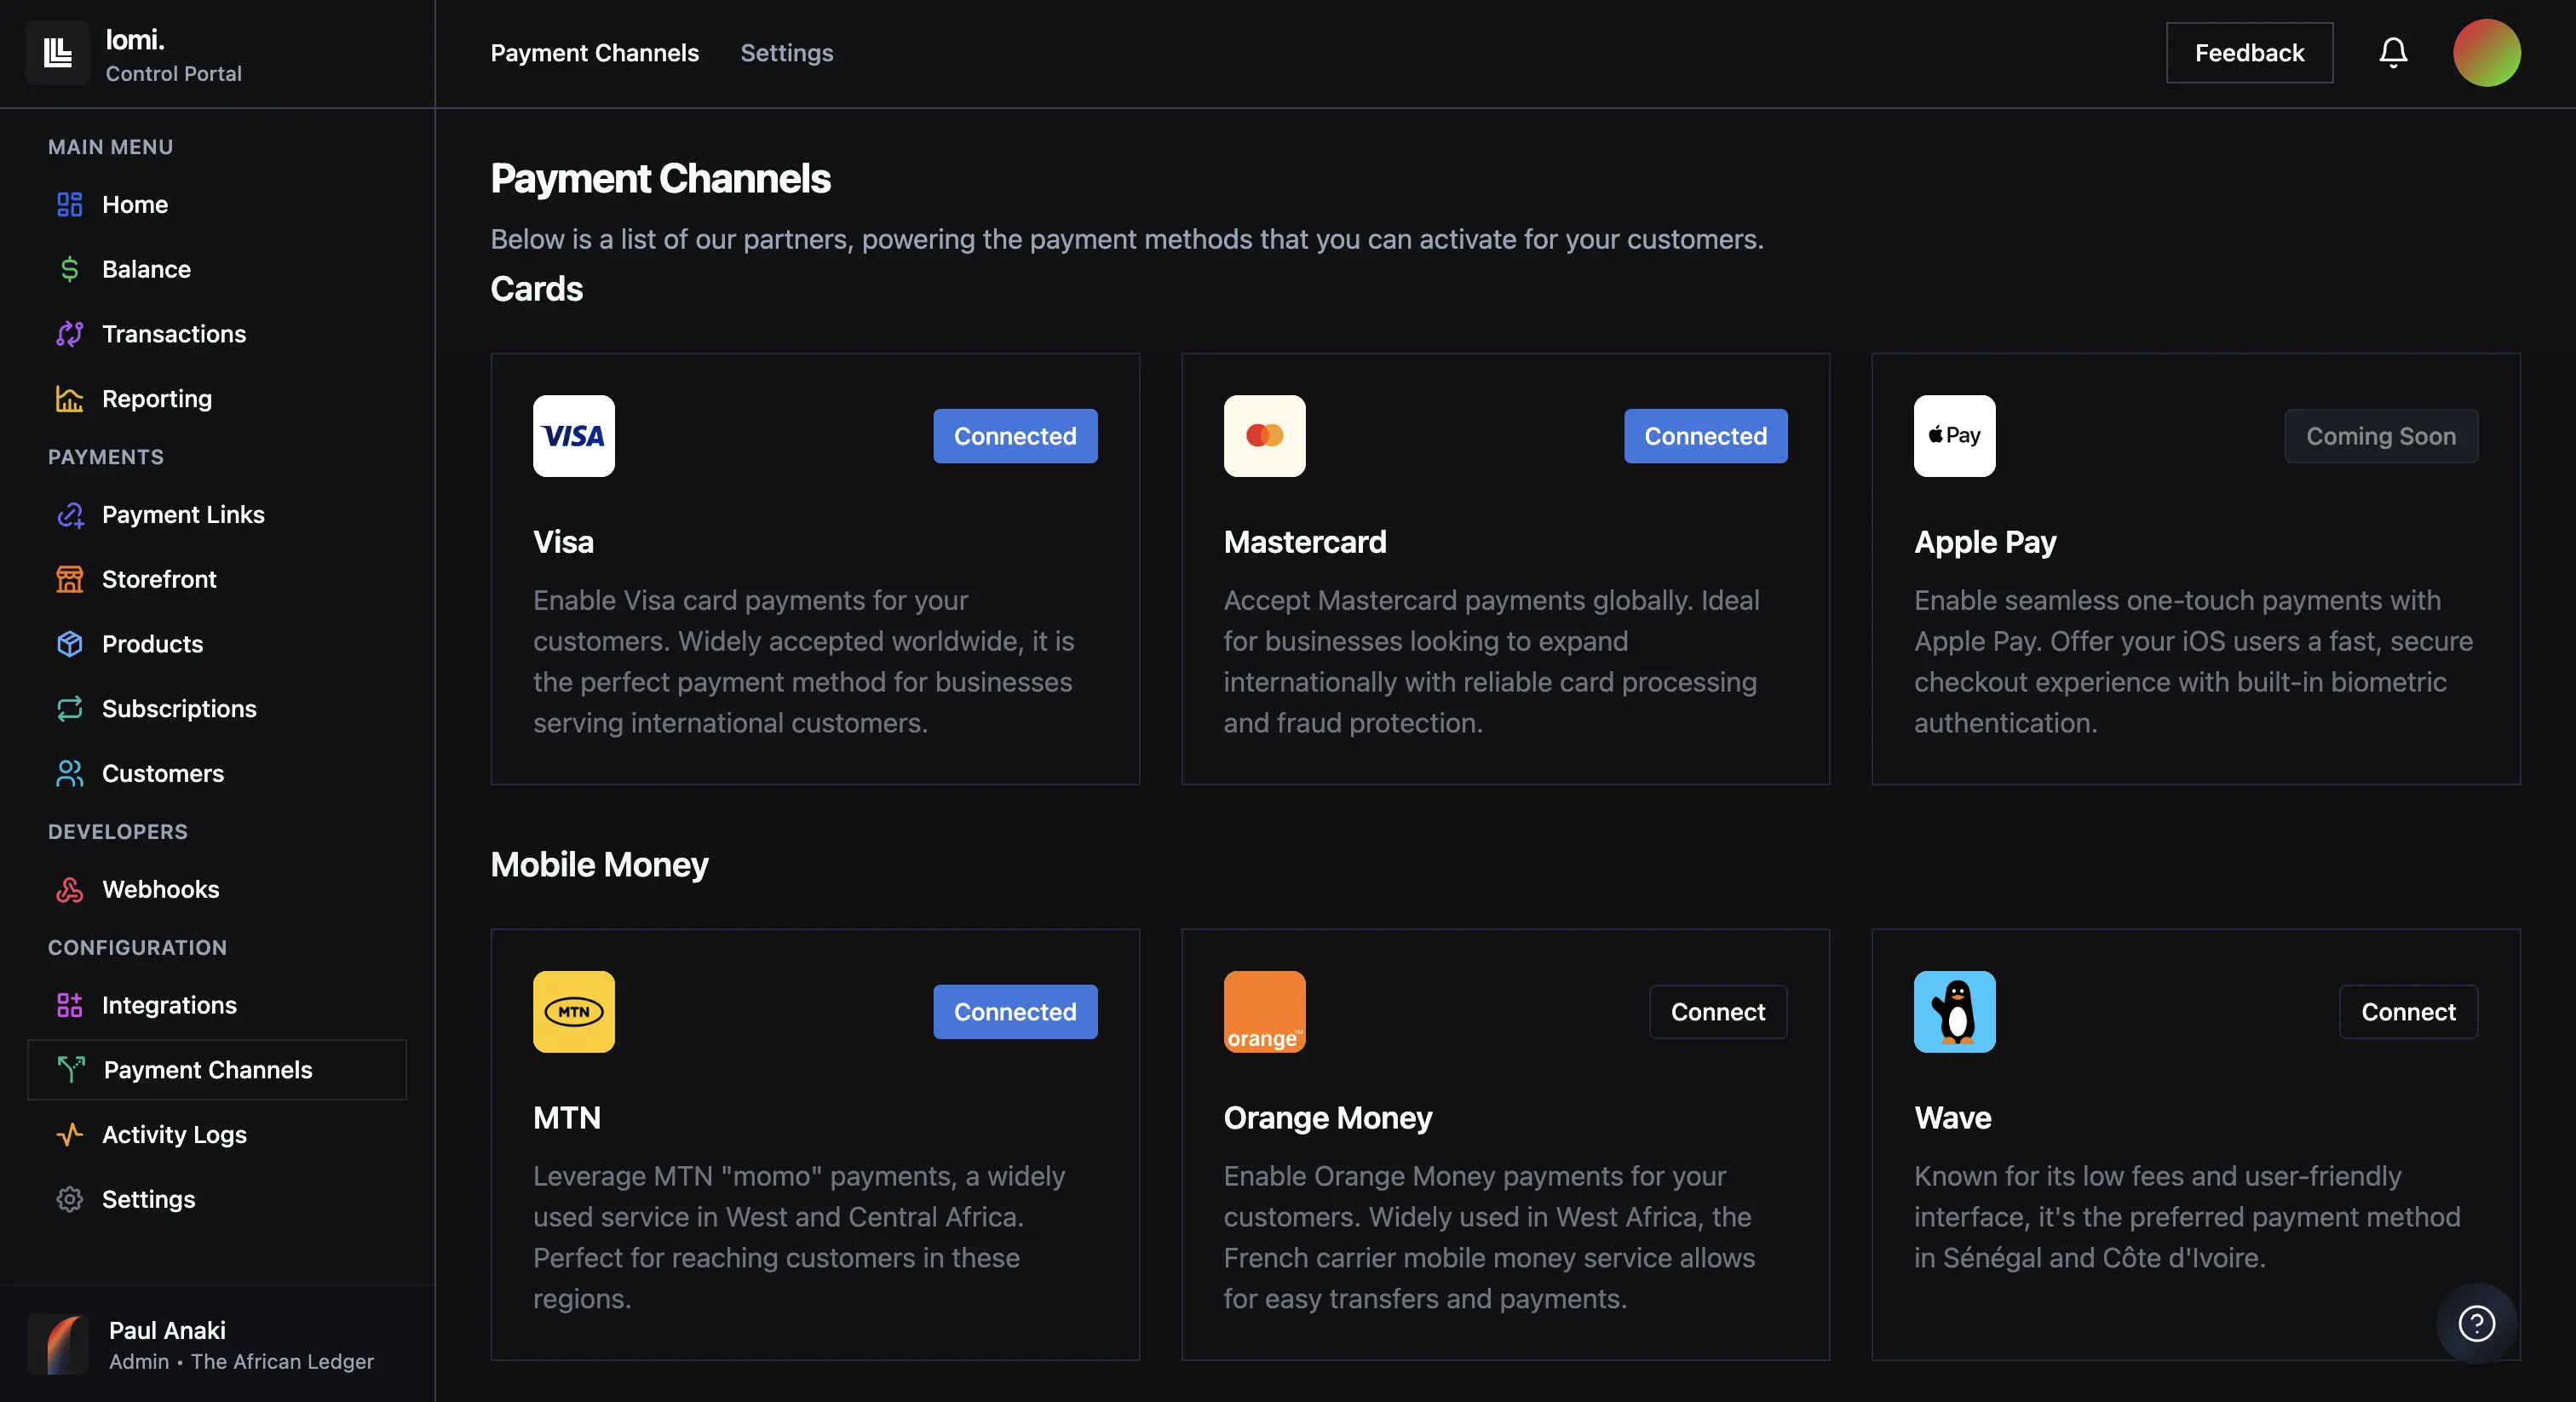 lomi.
Control Portal
Payment Channels
Settings
Feedback
MAIN MENU
Home
Balance
Transactions
Reporting
PAYMENTS
Payment Links
Storefront
Products
Subscriptions
Customers
DEVELOPERS
Webhooks
CONFIGURATION
Integrations
Payment Channels
Activity Logs
Settings
Paul Anaki
Admin • The African Ledger
Payment Channels
Below is a list of our partners, powering the payment methods that you can activate for your customers.
Cards
VISA
Connected
Visa
Enable Visa card payments for your
customers. Widely accepted worldwide, it is
the perfect payment method for businesses
serving international customers.
Connected
Mastercard
Accept Mastercard payments globally. Ideal
for businesses looking to expand
internationally with reliable card processing
and fraud protection.
Pay
Coming Soon
Apple Pay
Enable seamless one-touch payments with
Apple Pay. Offer your iOS users a fast, secure
checkout experience with built-in biometric
authentication.
Mobile Money
MTN
Connected
MTN
Leverage MTN "momo" payments, a widely
used service in West and Central Africa.
Perfect for reaching customers in these
regions.
orange™
Connect
Orange Money
Enable Orange Money payments for your
customers. Widely used in West Africa, the
French carrier mobile money service allows
for easy transfers and payments.
Connect
Wave
Known for its low fees and user-friendly
interface, it's the preferred payment method
in Sénégal and Côte d'Ivoire.
?